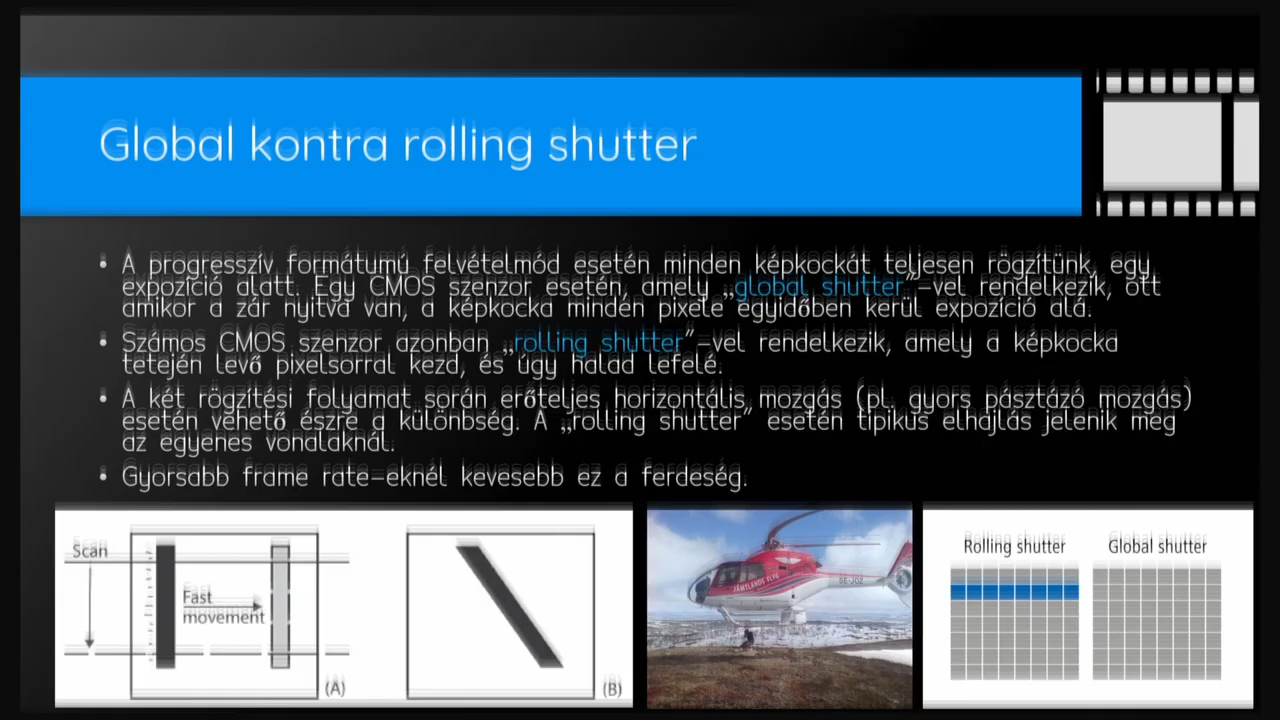 Global kontra rolling shutter
• A progresszív formátumú felvételmód esetén minden képkockát teljesen rögzítünk, egy
expozíció alatt. Egy CMOS szenzor esetén, amely „global shutter”-vel rendelkezik, ott
amikor a zár nyitva van, a képkocka minden pixele egyidőben kerül expozíció alá.
• Számos CMOS szenzor azonban „rolling shutter”-vel rendelkezik, amely a képkocka
tetején levő pixelsorral kezd, és úgy halad lefelé.
• A két rögzítési folyamat során erőteljes horizontális mozgás (pl. gyors pásztázó mozgás)
esetén vehető észre a különbség. A „rolling shutter” esetén tipikus elhajlás jelenik meg
az egyenes vonalaknál.
• Gyorsabb frame rate-eknél kevesebb ez a ferdeség.
Scan
Fast
movement
(A)
(B)
JÄMTLANDS FLYG
SE-JOZ
Rolling shutter
Global shutter